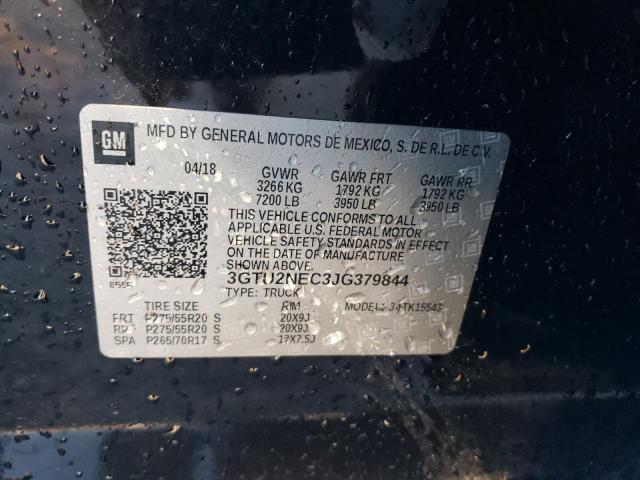 GM
MFD BY GENERAL MOTORS DE MEXICO, S. DE R.L. DE C.V.
04/18 GVWR GAWR FRT GAWR RR
3266 KG 1792 KG 1792 KG
7200 LB 3950 LB 3950 LB
THIS VEHICLE CONFORMS TO ALL
APPLICABLE U.S. FEDERAL MOTOR
VEHICLE SAFETY STANDARDS IN EFFECT
ON THE DATE OF MANUFACTURE
SHOWN ABOVE.
3GTU2NEC3JG379844
TYPE: TRUCK MODEL: 34TK15543
TIRE SIZE RIM
FRT P275/55R20 S 20X9J
RR P275/55R20 S 20X9J
SPA P265/70R17 S 17X7.5J